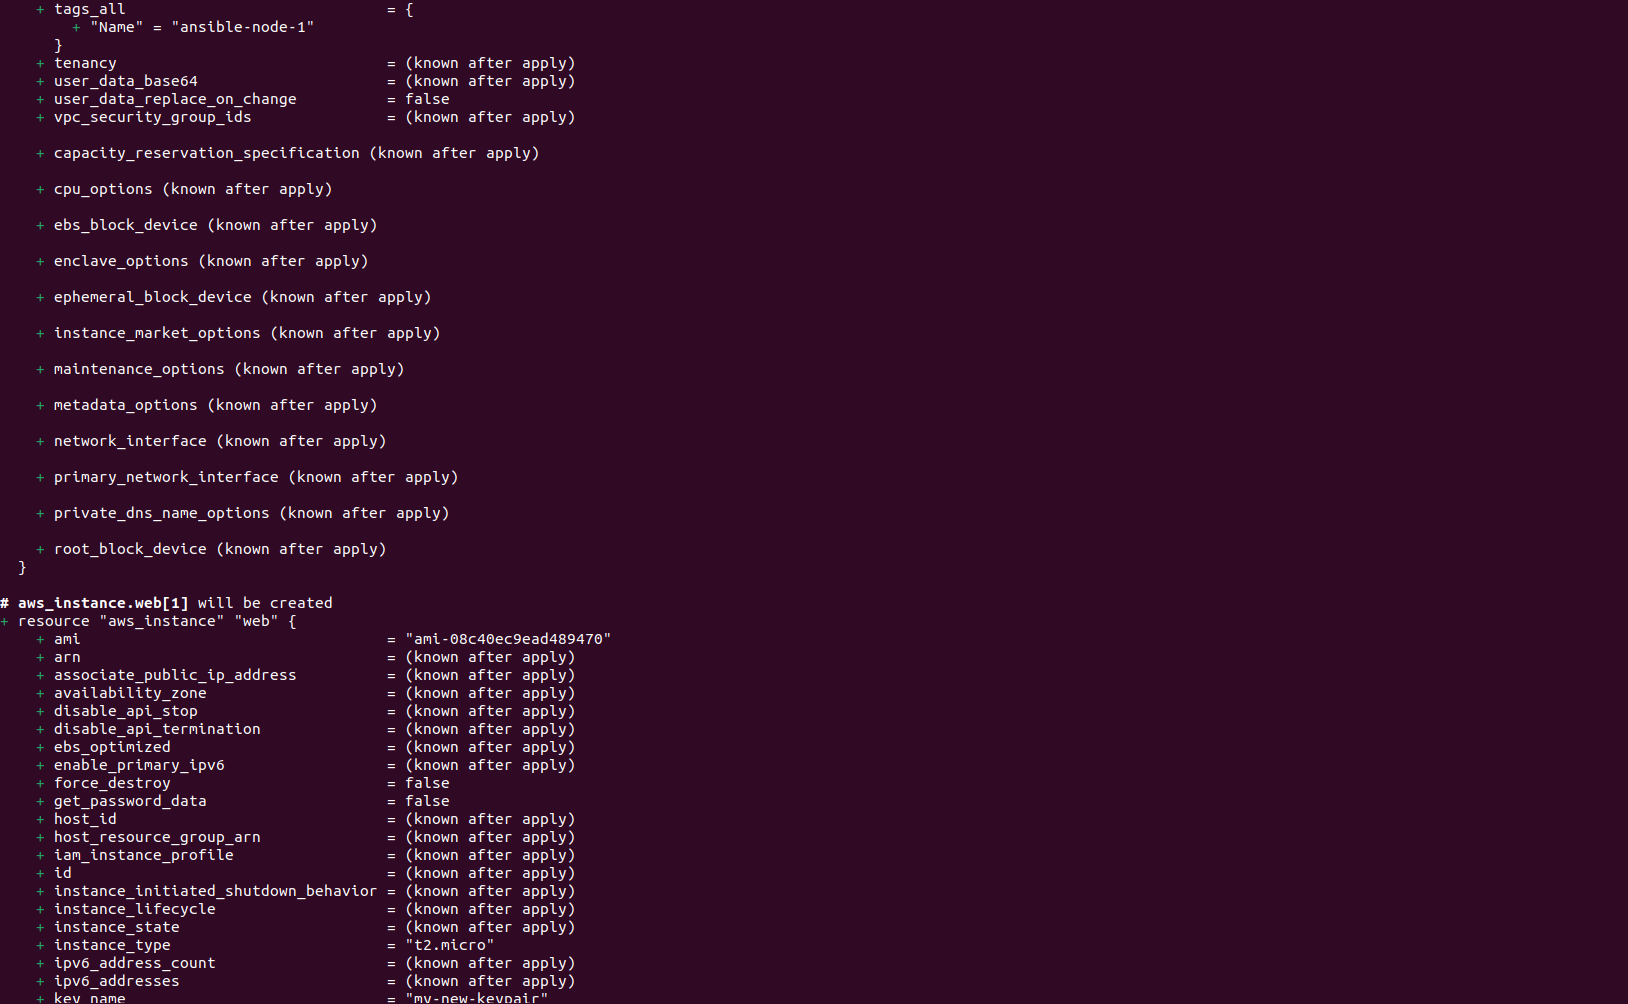 + tags_all = {
+ "Name" = "ansible-node-1"
}
+ tenancy = (known after apply)
+ user_data_base64 = (known after apply)
+ user_data_replace_on_change = false
+ vpc_security_group_ids = (known after apply)
+ capacity_reservation_specification (known after apply)
+ cpu_options (known after apply)
+ ebs_block_device (known after apply)
+ enclave_options (known after apply)
+ ephemeral_block_device (known after apply)
+ instance_market_options (known after apply)
+ maintenance_options (known after apply)
+ metadata_options (known after apply)
+ network_interface (known after apply)
+ primary_network_interface (known after apply)
+ private_dns_name_options (known after apply)
+ root_block_device (known after apply)
}
# aws_instance.web[1] will be created
+ resource "aws_instance" "web" {
+ ami = "ami-08c40ec9ead489470"
+ arn = (known after apply)
+ associate_public_ip_address = (known after apply)
+ availability_zone = (known after apply)
+ disable_api_stop = (known after apply)
+ disable_api_termination = (known after apply)
+ ebs_optimized = (known after apply)
+ enable_primary_ipv6 = (known after apply)
+ force_destroy = false
+ get_password_data = false
+ host_id = (known after apply)
+ host_resource_group_arn = (known after apply)
+ iam_instance_profile = (known after apply)
+ id = (known after apply)
+ instance_initiated_shutdown_behavior = (known after apply)
+ instance_lifecycle = (known after apply)
+ instance_state = (known after apply)
+ instance_type = "t2.micro"
+ ipv6_address_count = (known after apply)
+ ipv6_addresses = (known after apply)
+ key_name = "my-new-keypair"